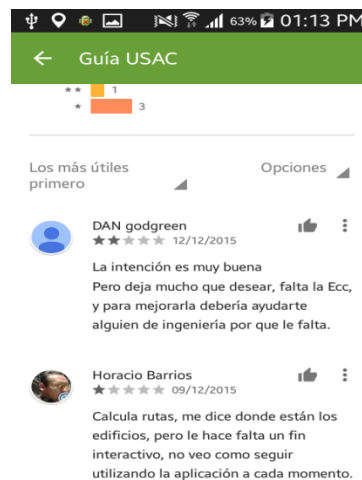 63% 01:13 PM
Guía USAC
★★ 1
★ 3
Los más útiles
primero
Opciones
DAN godgreen
★★★★★ 12/12/2015
La intención es muy buena
Pero deja mucho que desear, falta la Ecc,
y para mejorarla debería ayudarte
alguien de ingeniería por que le falta.
Horacio Barrios
★★★★★ 09/12/2015
Calcula rutas, me dice donde están los
edificios, pero le hace falta un fin
interactivo, no veo como seguir
utilizando la aplicación a cada momento.